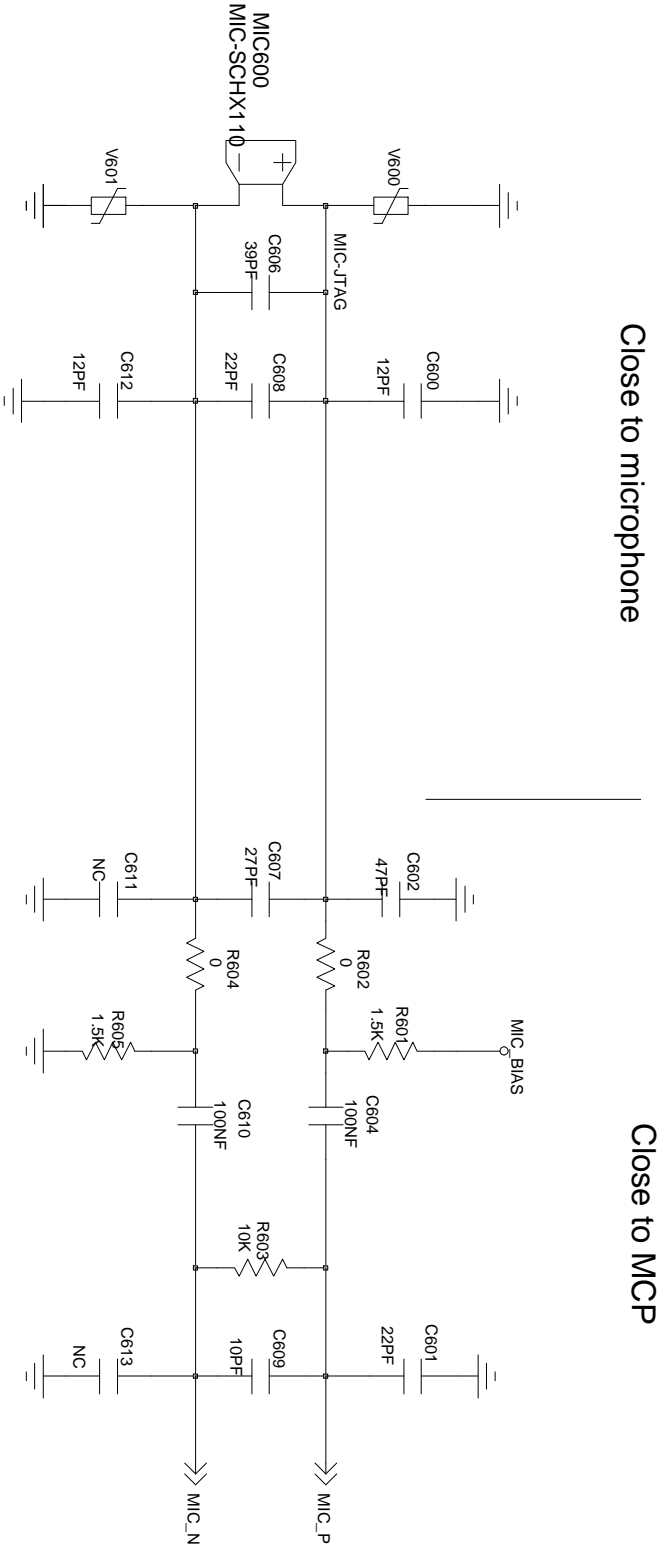 Close to microphone
Close to MCP
MIC600
MIC-SCHX110
+
-
V600
V601
MIC-JTAG
C606
39PF
C600
12PF
C608
22PF
C612
12PF
C602
47PF
C607
27PF
C611
NC
R602
0
R604
0
MIC_BIAS
R601
1.5K
R605
1.5K
C604
100NF
C610
100NF
R603
10K
C601
22PF
C609
10PF
C613
NC
MIC_P
MIC_N